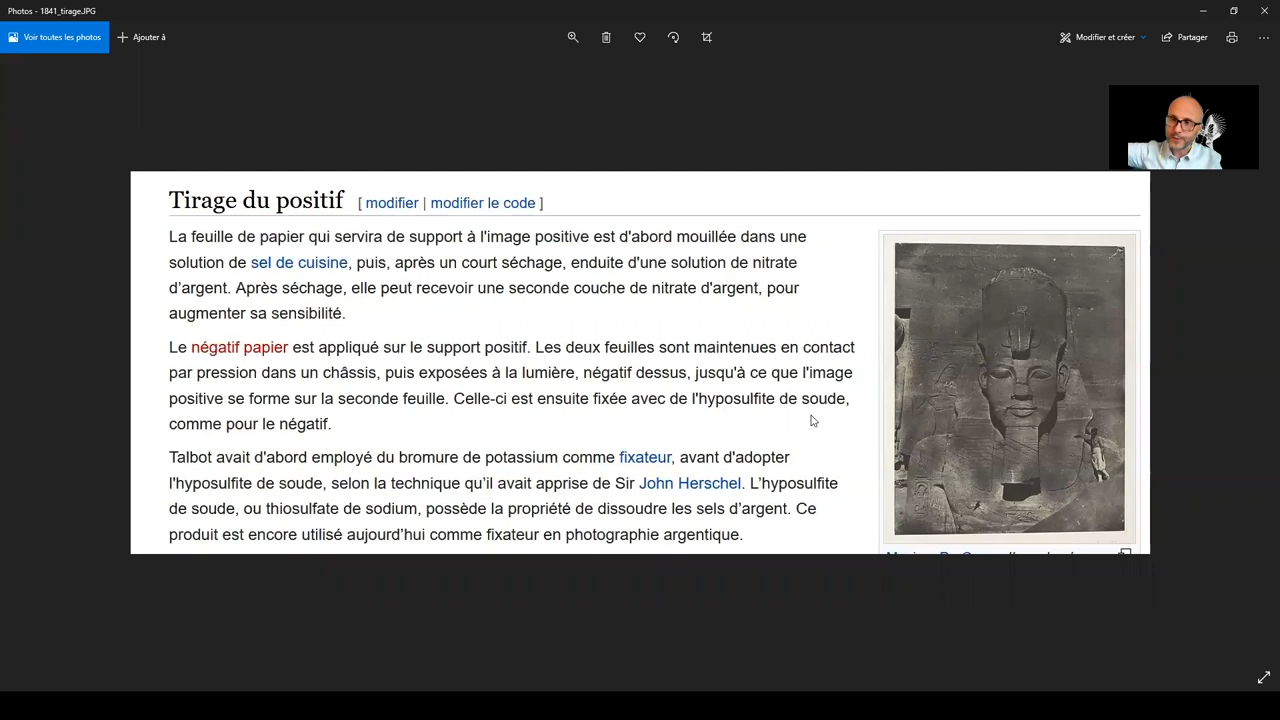 Photos - 1841_tirage.JPG
Voir toutes les photos
Ajouter à
Modifier et créer
Partager
Tirage du positif [ modifier | modifier le code ]
La feuille de papier qui servira de support à l'image positive est d'abord mouillée dans une
solution de sel de cuisine, puis, après un court séchage, enduite d'une solution de nitrate
d’argent. Après séchage, elle peut recevoir une seconde couche de nitrate d'argent, pour
augmenter sa sensibilité.
Le négatif papier est appliqué sur le support positif. Les deux feuilles sont maintenues en contact
par pression dans un châssis, puis exposées à la lumière, négatif dessus, jusqu'à ce que l'image
positive se forme sur la seconde feuille. Celle-ci est ensuite fixée avec de l'hyposulfite de soude,
comme pour le négatif.
Talbot avait d'abord employé du bromure de potassium comme fixateur, avant d'adopter
l'hyposulfite de soude, selon la technique qu’il avait apprise de Sir John Herschel. L’hyposulfite
de soude, ou thiosulfate de sodium, possède la propriété de dissoudre les sels d’argent. Ce
produit est encore utilisé aujourd’hui comme fixateur en photographie argentique.